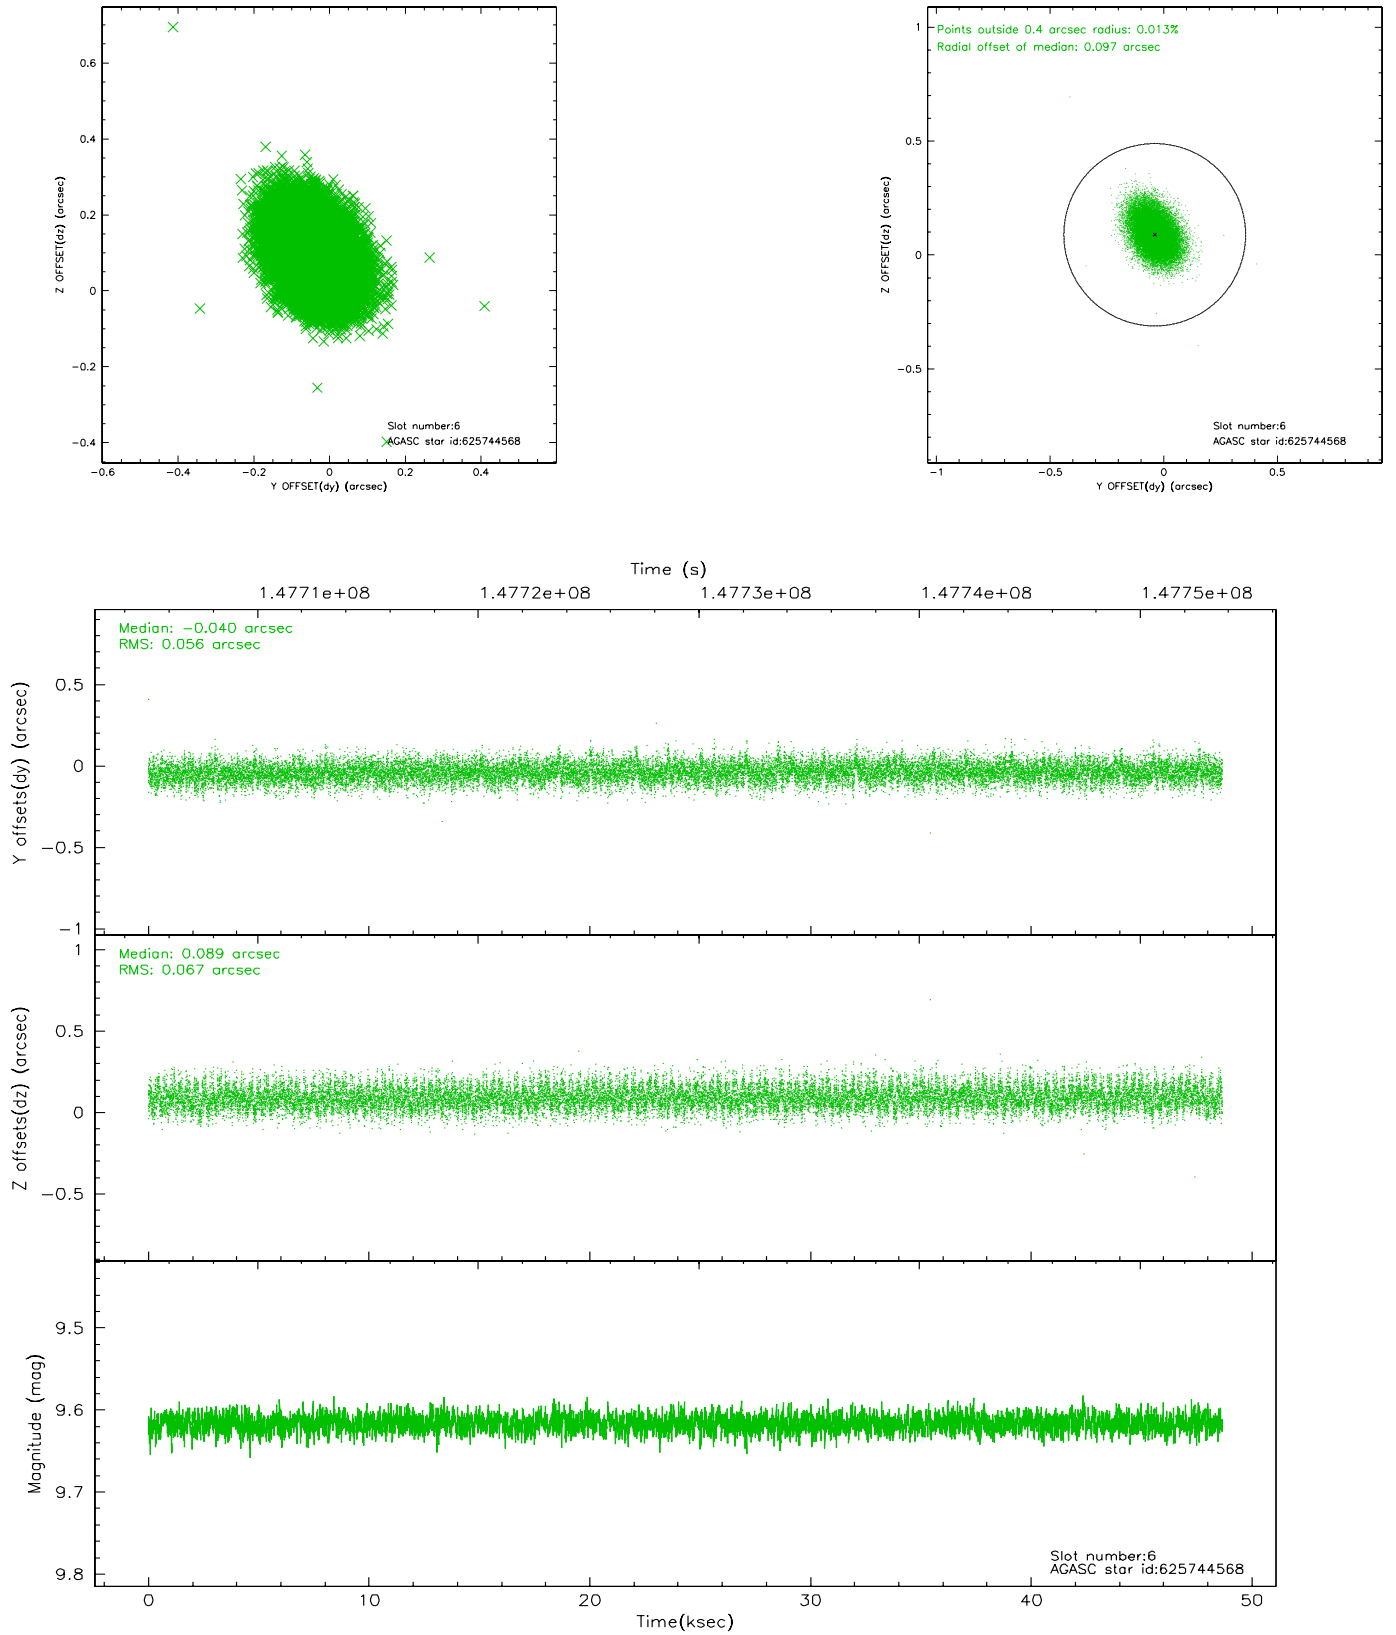 0.6
0.4
0.2
0
−0.2
−0.4
Z OFFSET(dz) (arcsec)
Slot number:6
AGASC star id:625744568
−0.6 −0.4 −0.2 0 0.2 0.4
Y OFFSET(dy) (arcsec)
1
0.5
0
−0.5
Z OFFSET(dz) (arcsec)
Points outside 0.4 arcsec radius: 0.013%
Radial offset of median: 0.097 arcsec
Slot number:6
AGASC star id:625744568
−1 −0.5 0 0.5
Y OFFSET(dy) (arcsec)
Time (s)
1.4771e+08 1.4772e+08 1.4773e+08 1.4774e+08 1.4775e+08
Median: −0.040 arcsec
RMS: 0.056 arcsec
0.5
0
−0.5
−1
Y offsets(dy) (arcsec)
Median: 0.089 arcsec
RMS: 0.067 arcsec
1
0.5
0
−0.5
Z offsets(dz) (arcsec)
9.5
9.6
9.7
9.8
Magnitude (mag)
Slot number:6
AGASC star id:625744568
0 10 20 30 40 50
Time(ksec)